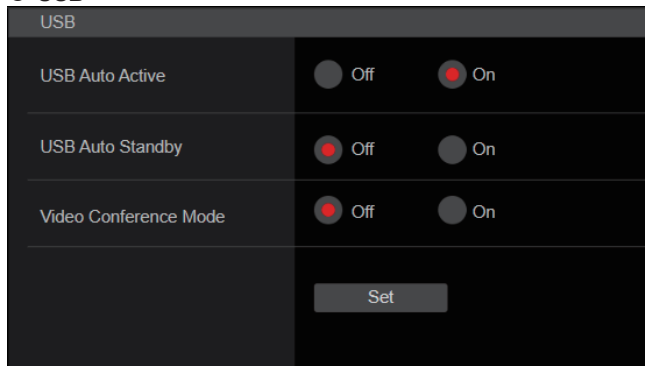 USB
USB Auto Active Off On
USB Auto Standby Off On
Video Conference Mode Off On
Set